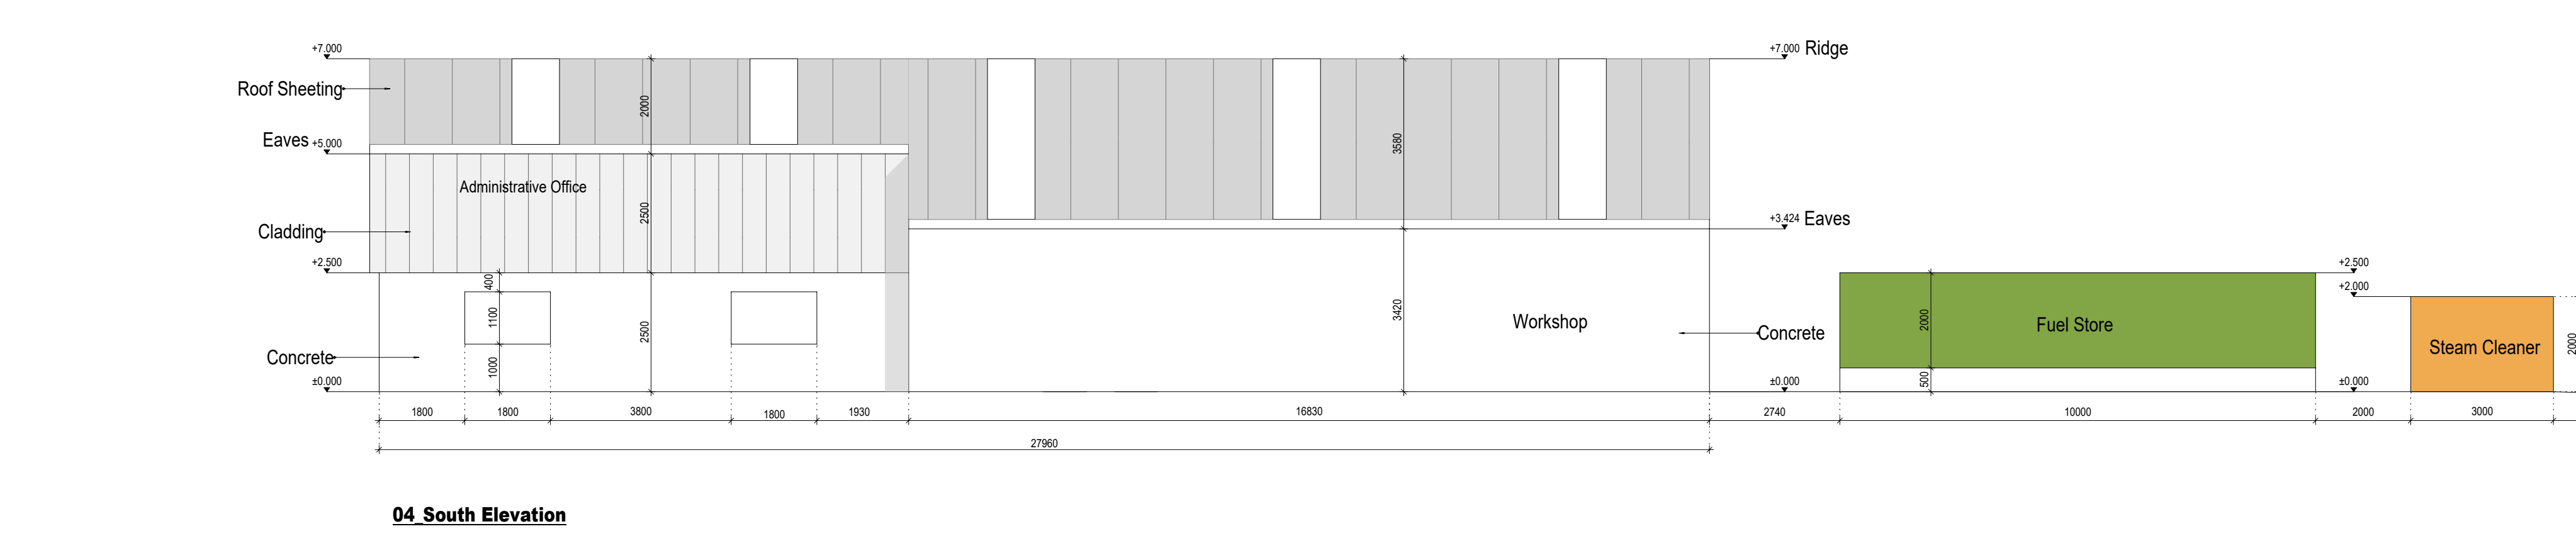 +7.000
+7.000 Ridge
Roof Sheeting
2000
3580
Eaves +5.000
Administrative Office
2500
+3.424 Eaves
Cladding
+2.500
400
+2.500
+2.000
1100
2500
3420
Workshop
Concrete
2000
Fuel Store
Steam Cleaner
2000
Concrete
1000
500
±0.000
±0.000
±0.000
1800
1800
3800
1800
1930
16830
2740
10000
2000
3000
27960
04_South Elevation